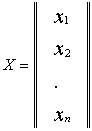 x₁
x₂
X =
.
xₙ